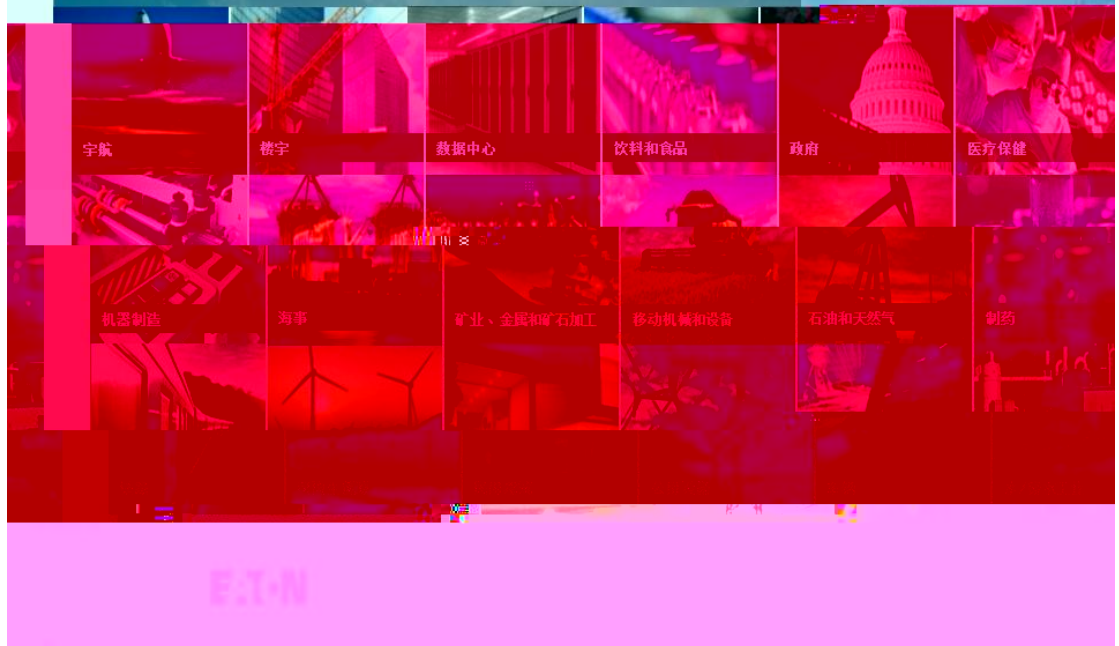 宇航
楼宇
数据中心
饮料和食品
政府
医疗保健
机器制造
海事
矿业、金属和矿石加工
移动机械和设备
石油和天然气
制药
EATON